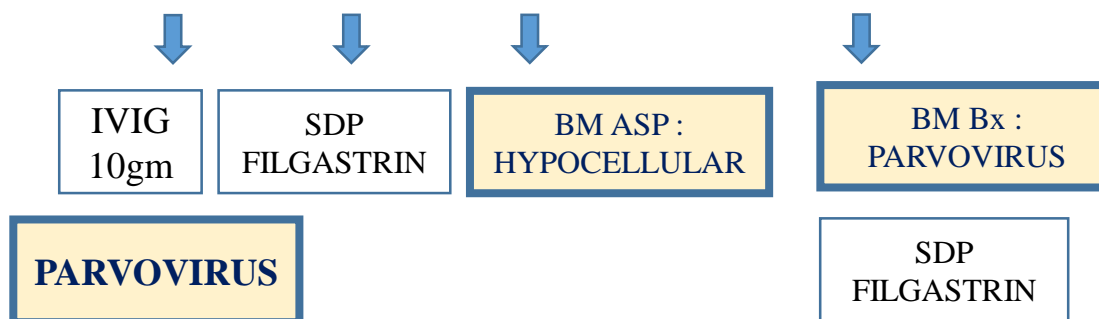 IVIG
10gm
SDP
FILGASTRIN
BM ASP :
HYPOCELLULAR
BM Bx :
PARVOVIRUS
PARVOVIRUS
SDP
FILGASTRIN